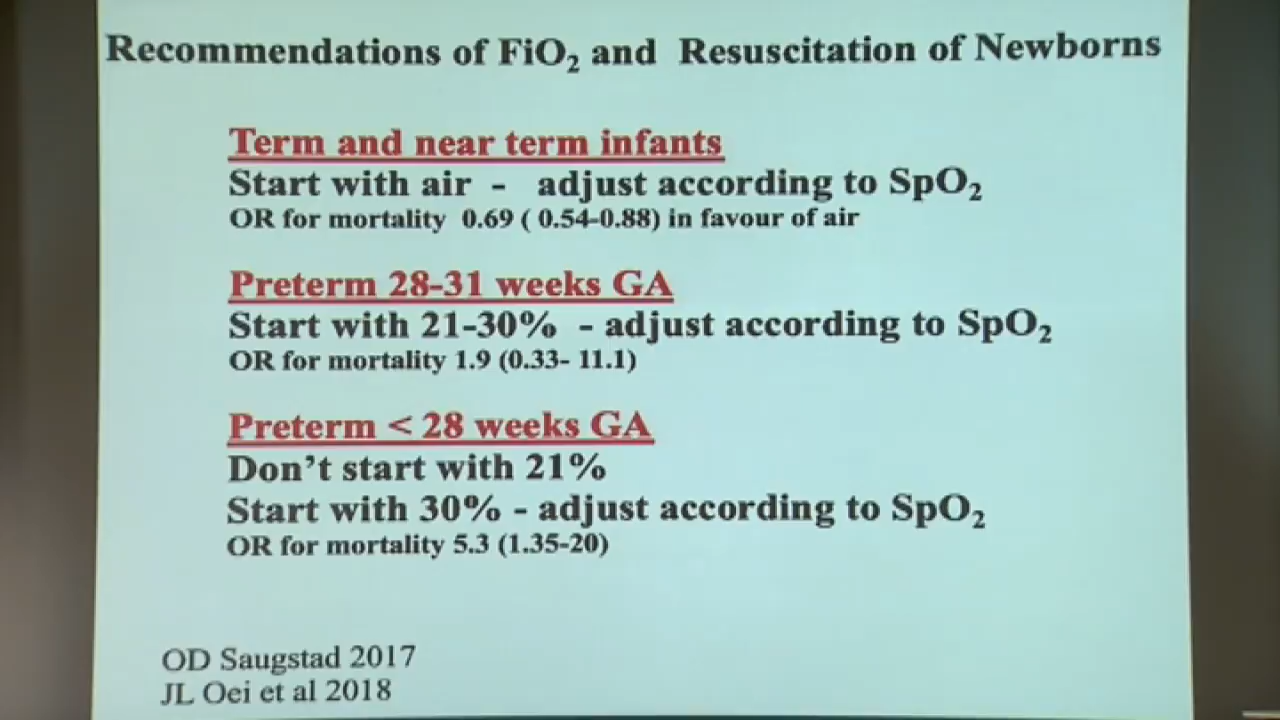 Recommendations of FiO₂ and Resuscitation of Newborns
Term and near term infants
Start with air - adjust according to SpO₂
OR for mortality 0.69 ( 0.54-0.88) in favour of air
Preterm 28-31 weeks GA
Start with 21-30% - adjust according to SpO₂
OR for mortality 1.9 (0.33- 11.1)
Preterm < 28 weeks GA
Don't start with 21%
Start with 30% - adjust according to SpO₂
OR for mortality 5.3 (1.35-20)
OD Saugstad 2017
JL Oei et al 2018